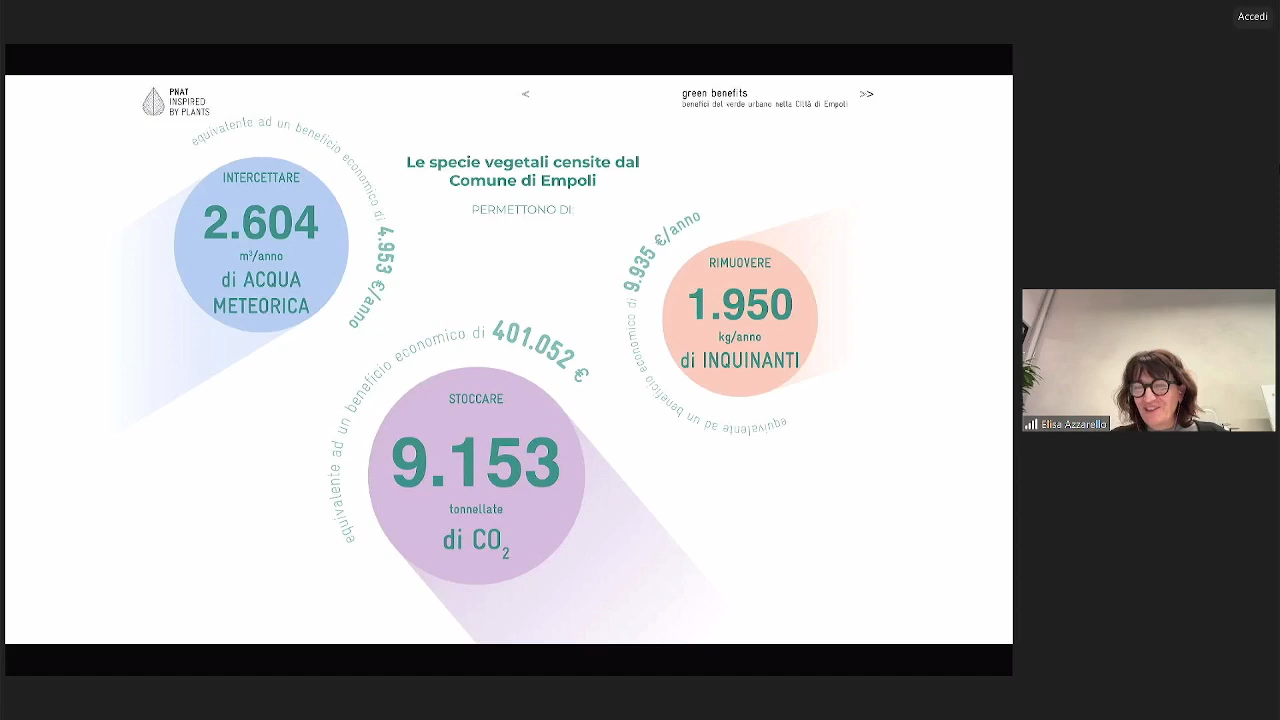 Accedi
PNAT
INSPIRED
BY PLANTS
<
green benefits
benefici del verde urbano nella Città di Empoli
>>
Le specie vegetali censite dal
Comune di Empoli
PERMETTONO DI:
equivalente ad un beneficio economico di 4.953 €/anno
INTERCETTARE
2.604
m³/anno
di ACQUA
METEORICA
equivalente ad un beneficio economico di 9.935 €/anno
RIMUOVERE
1.950
kg/anno
di INQUINANTI
equivalente ad un beneficio economico di 401.052 €
STOCCARE
9.153
tonnellate
di CO₂
Elisa Azzarello